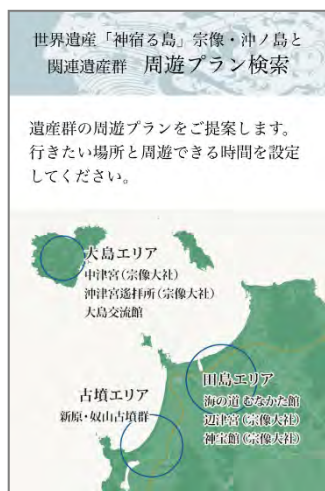 世界遺産「神宿る島」宗像・沖ノ島と
関連遺産群 周遊プラン検索
遺産群の周遊プランをご提案します。
行きたい場所と周遊できる時間を設定
してください。
大島エリア
中津宮(宗像大社)
沖津宮遙拝所(宗像大社)
大島交流館
田島エリア
海の道 むなかた館
辺津宮(宗像大社)
神宝館(宗像大社)
古墳エリア
新原・奴山古墳群